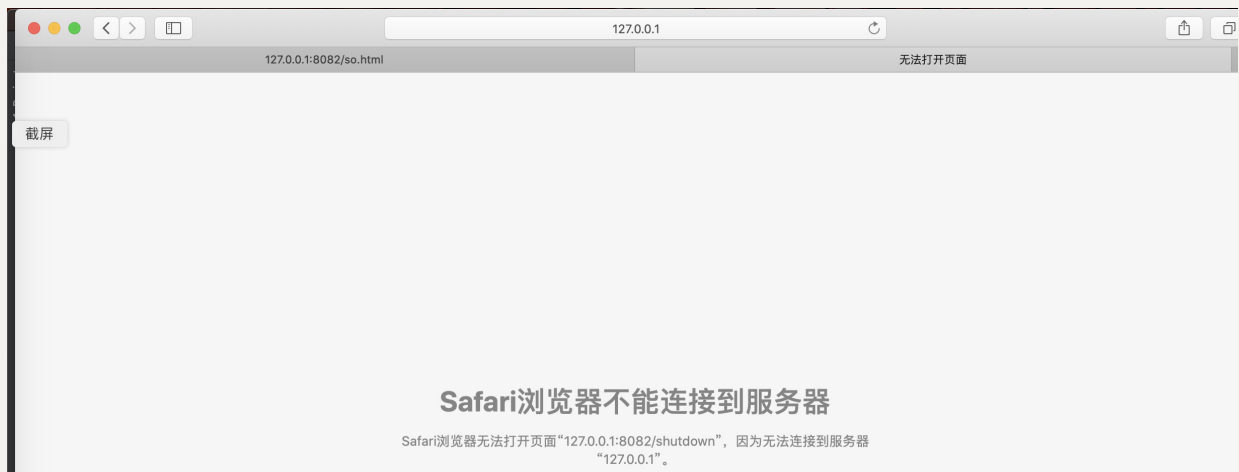 127.0.0.1
127.0.0.1:8082/so.html
无法打开页面
截屏
Safari浏览器不能连接到服务器
Safari浏览器无法打开页面“127.0.0.1:8082/shutdown”，因为无法连接到服务器
“127.0.0.1”。